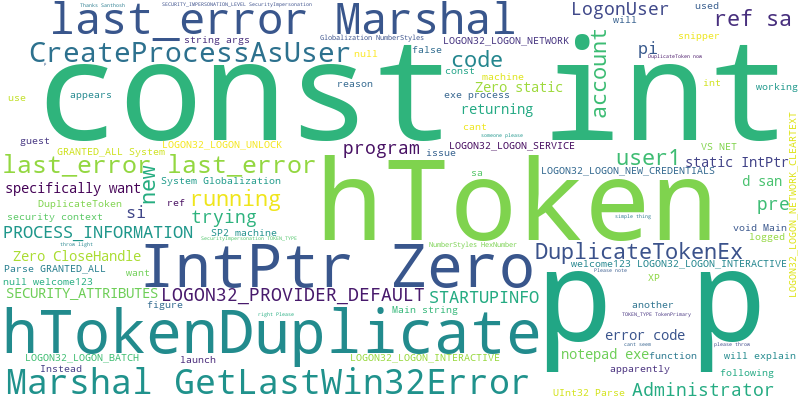 Thanks Santhosh
SECURITY_IMPERSONATION_LEVEL SecurityImpersonation
last_error Marshal
LogonUser
used
will
ref sa
string args
Globalization NumberStyles
LOGON32_LOGON_NETWORK
snipper
CreateProcessAsUser
null
false
code
pi
DuplicateToken now
const int
account
appears
reason
const
machine
Zero static
int
working
use
exe process
returning
cant
someone please
guest
GRANTED_ALL System
LOGON32_LOGON_UNLOCK
program
issue
LOGON32_LOGON_SERVICE
VS NET
user1
static IntPtr
last_error last_error
hToken
LOGON32_LOGON_NEW_CREDENTIALS
LOGON32_LOGON_NETWORK_CLEARTEXT
System Globalization
sa
d san
specifically want
new
running
DuplicateToken
ref
pre
security context
si
trying
simple thing
PROCESS_INFORMATION
SP2 machine
void Main
SecurityImpersonation TOKEN_TYPE
logged
throw light
NumberStyles HexNumber
Zero CloseHandle
IntPtr Zero
DuplicateTokenEx
Parse GRANTED_ALL
want
welcome123 LOGON32_LOGON_INTERACTIVE
Please note
XP
p p
null welcome123
SECURITY_ATTRIBUTES
LOGON32_PROVIDER_DEFAULT
STARTUPINFO
figure
Main string
another
hTokenDuplicate
right Please
TOKEN_TYPE TokenPrimary
error code
cant seem
please throw
LOGON32_LOGON_BATCH
launch
LOGON32_LOGON_INTERACTIVE
notepad exe
function
will explain
Instead
apparently
following
Marshal GetLastWin32Error
UInt32 Parse
Administrator